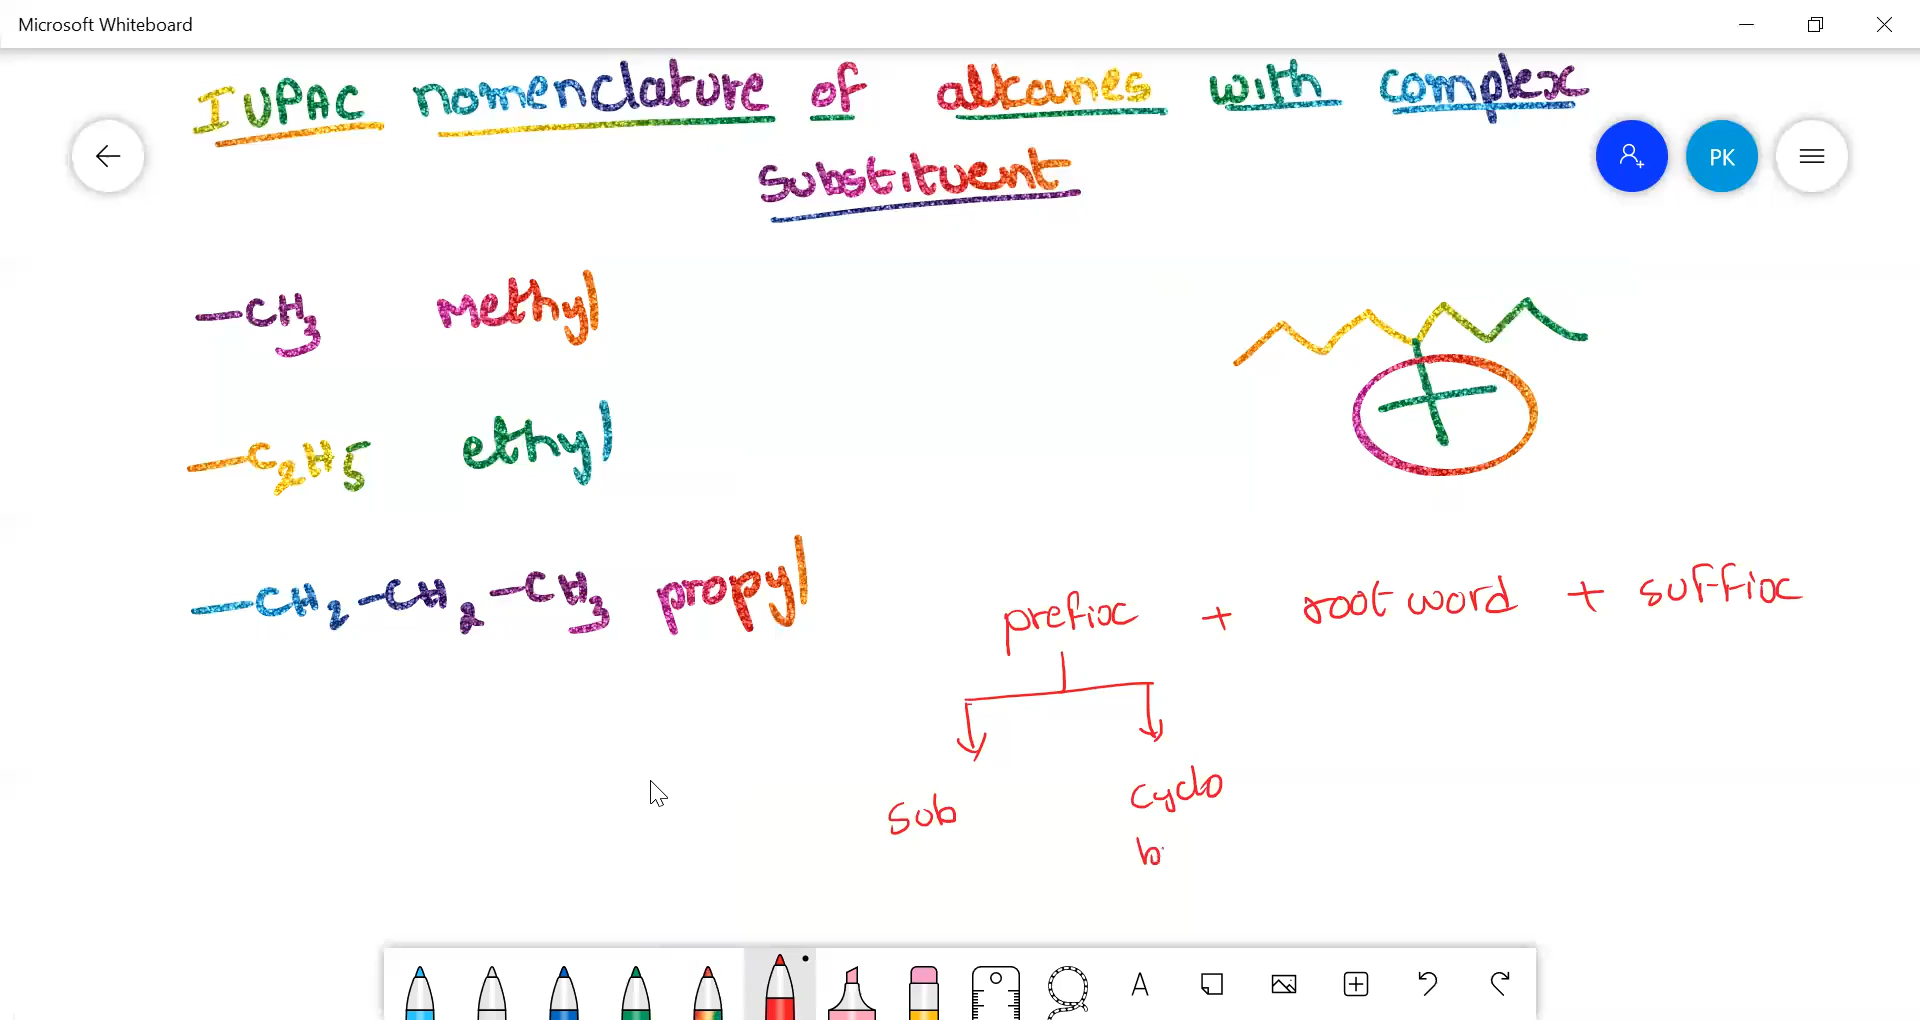 Microsoft Whiteboard
IUPAC nomenclature of alkanes with complex
substituent
PK
—CH3 methyl
—C2H5 ethyl
—CH2—CH2—CH3 propyl
prefix + root word + suffix
Sub
Cyclo
b
A